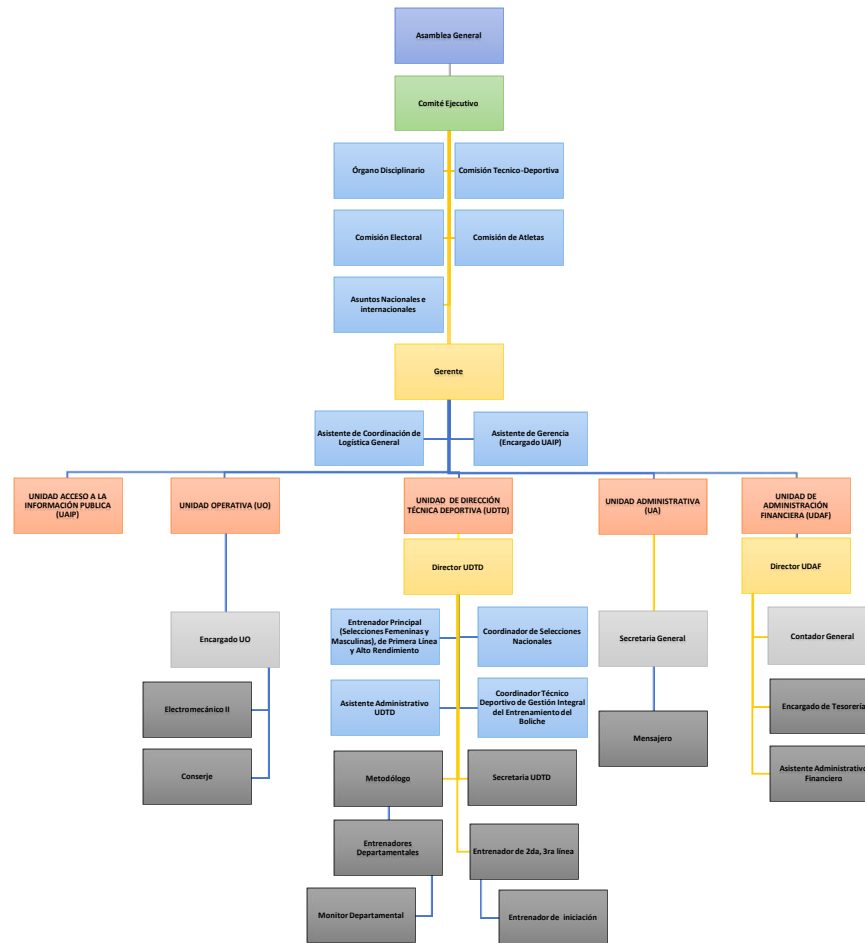 Asamblea General
Comité Ejecutivo
Órgano Disciplinario
Comisión Tecnico-Deportiva
Comisión Electoral
Comisión de Atletas
Asuntos Nacionales e
internacionales
Gerente
Asistente de Coordinación de
Logística General
Asistente de Gerencia
(Encargado UAIP)
UNIDAD ACCESO A LA
INFORMACIÓN PUBLICA
(UAIP)
UNIDAD OPERATIVA (UO)
UNIDAD DE DIRECCIÓN
TÉCNICA DEPORTIVA (UDTD)
UNIDAD ADMINISTRATIVA
(UA)
UNIDAD DE
ADMINISTRACIÓN
FINANCIERA (UDAF)
Director UDTD
Director UDAF
Encargado UO
Entrenador Principal
(Selecciones Femeninas y
Masculinas), de Primera Línea
y Alto Rendimiento
Coordinador de Selecciones
Nacionales
Secretaria General
Contador General
Electromecánico II
Asistente Administrativo
UDTD
Coordinador Técnico
Deportivo de Gestión Integral
del Entrenamiento del
Boliche
Mensajero
Encargado de Tesorería
Conserje
Metodólogo
Secretaria UDTD
Asistente Administrativo
Financiero
Entrenadores
Departamentales
Entrenador de 2da, 3ra línea
Monitor Departamental
Entrenador de iniciación